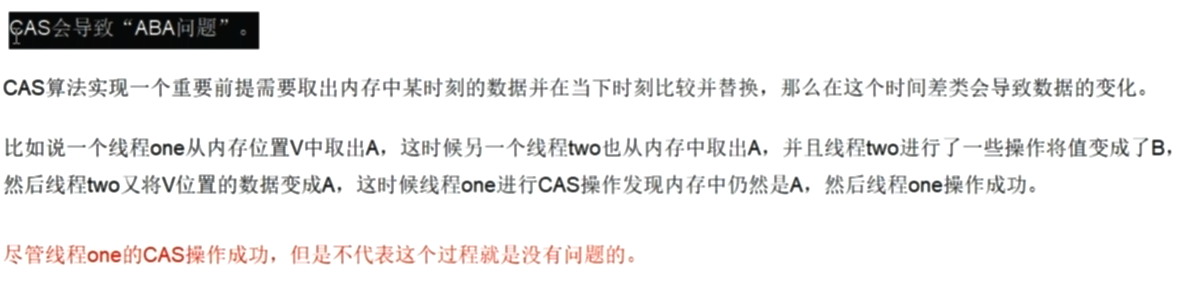 CAS会导致“ABA问题”。
CAS算法实现一个重要前提需要取出内存中某时刻的数据并在当下时刻比较并替换，那么在这个时间差类会导致数据的变化。
比如说一个线程one从内存位置V中取出A，这时候另一个线程two也从内存中取出A，并且线程two进行了一些操作将值变成了B，
然后线程two又将V位置的数据变成A，这时候线程one进行CAS操作发现内存中仍然是A，然后线程one操作成功。
尽管线程one的CAS操作成功，但是不代表这个过程就是没有问题的。